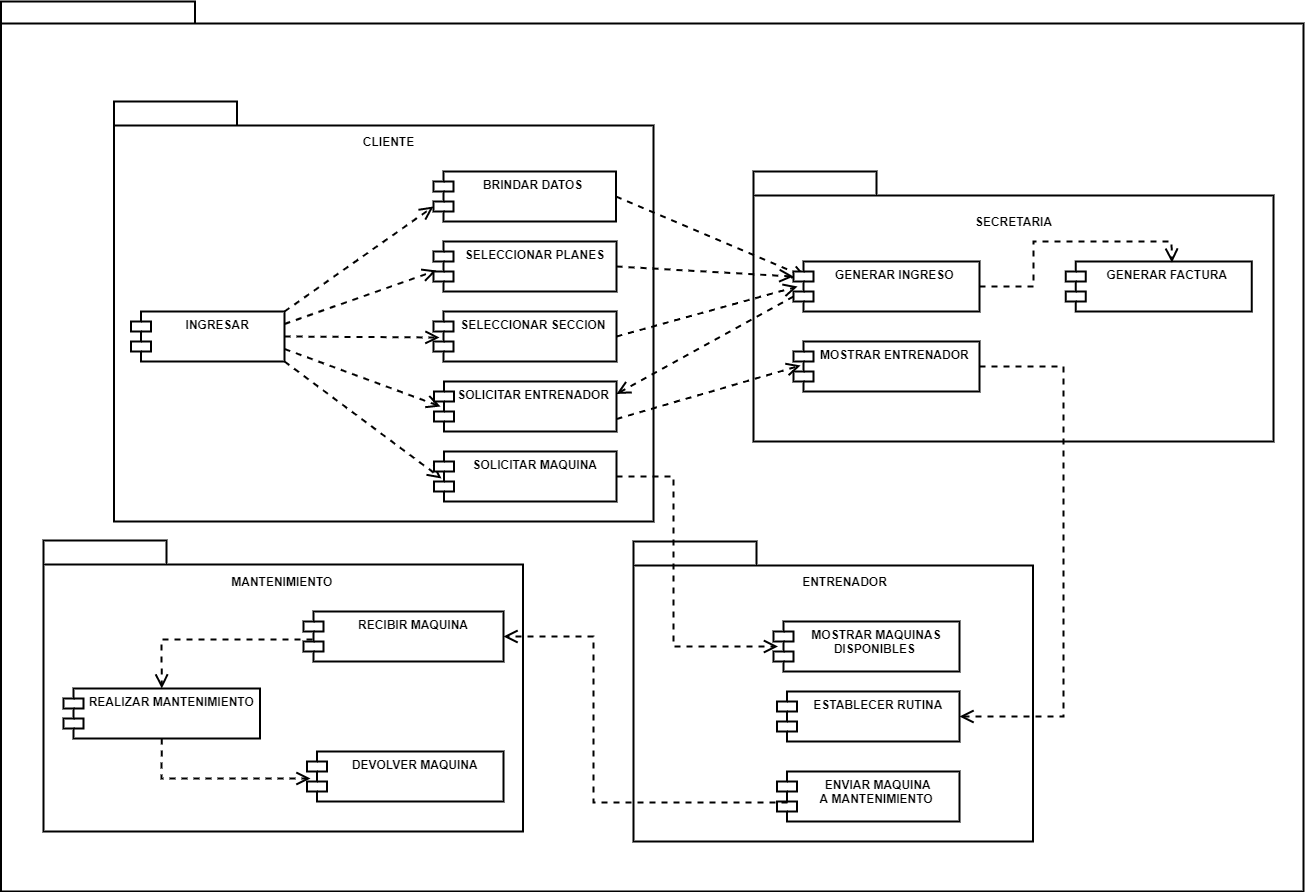 CLIENTE
BRINDAR DATOS
SELECCIONAR PLANES
INGRESAR
SELECCIONAR SECCION
SOLICITAR ENTRENADOR
SOLICITAR MAQUINA
SECRETARIA
GENERAR INGRESO
GENERAR FACTURA
MOSTRAR ENTRENADOR
MANTENIMIENTO
RECIBIR MAQUINA
REALIZAR MANTENIMIENTO
DEVOLVER MAQUINA
ENTRENADOR
MOSTRAR MAQUINAS
DISPONIBLES
ESTABLECER RUTINA
ENVIAR MAQUINA
A MANTENIMIENTO